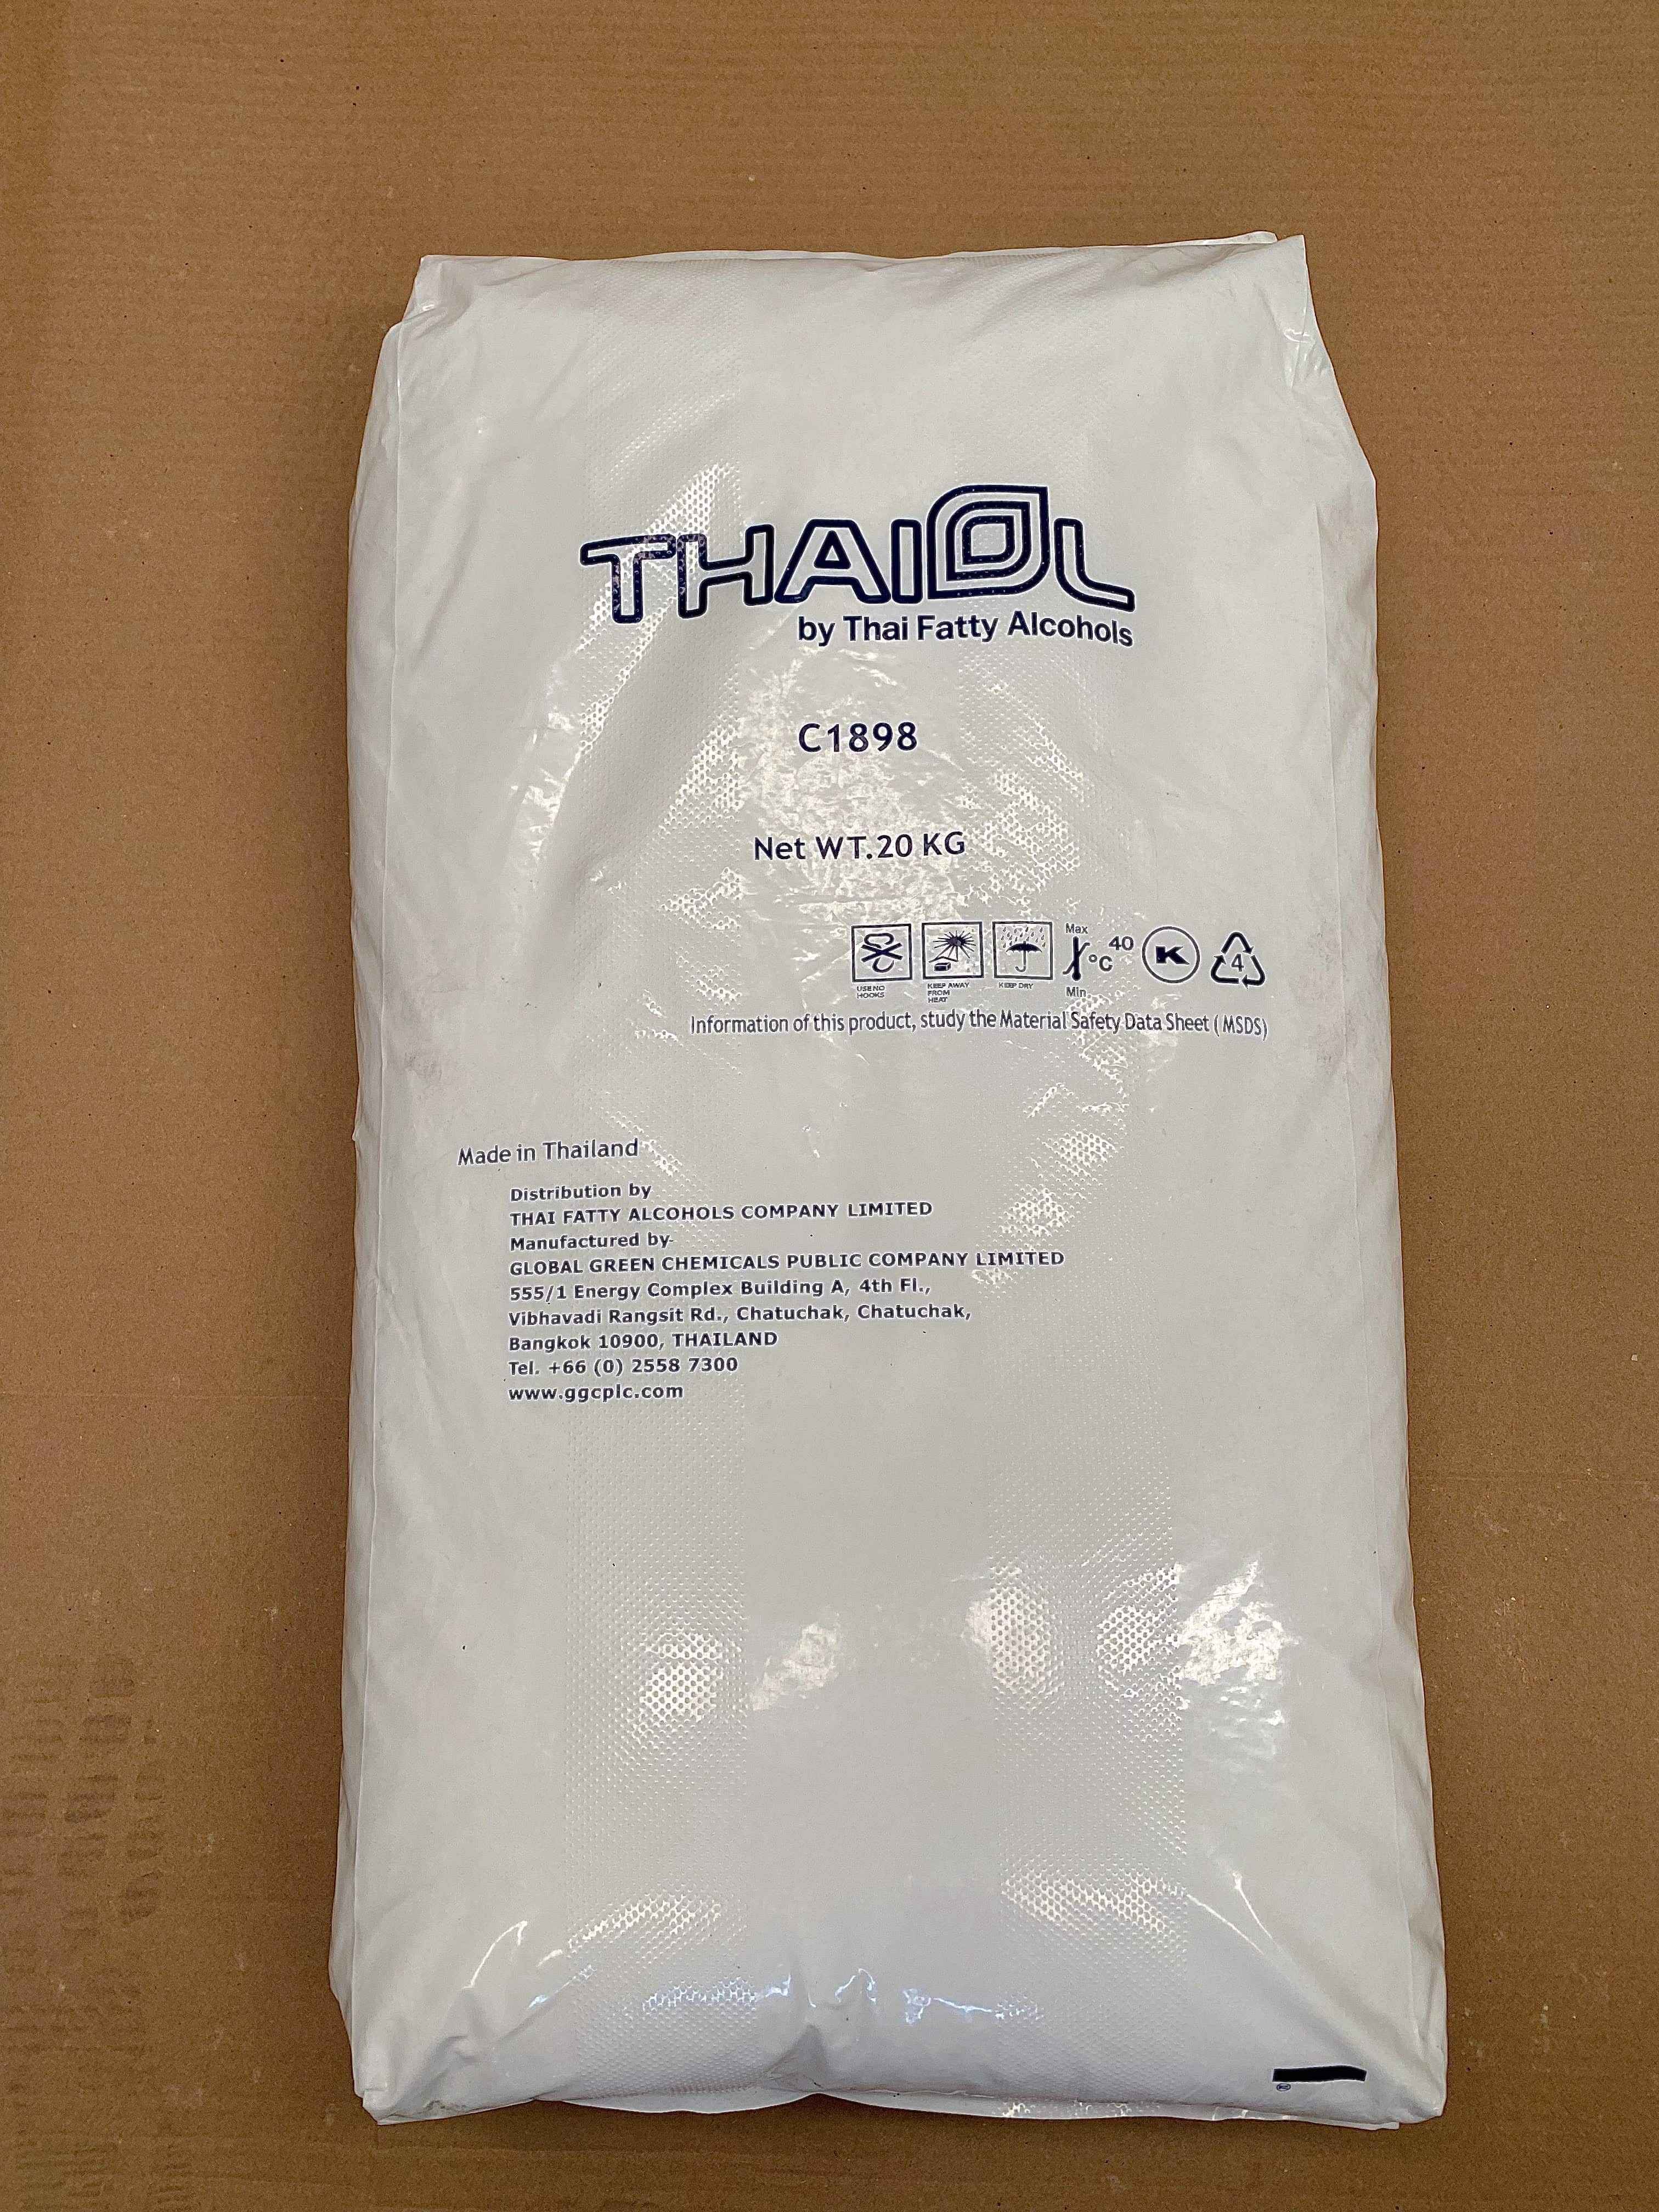 THAIOL
by Thai Fatty Alcohols
C1898
Net WT.20 KG
USE NO HOOKS
KEEP AWAY FROM HEAT
KEEP DRY
Max
40
°C
Min
K
4
Information of this product, study the Material Safety Data Sheet ( MSDS)
Made in Thailand
Distribution by
THAI FATTY ALCOHOLS COMPANY LIMITED
Manufactured by
GLOBAL GREEN CHEMICALS PUBLIC COMPANY LIMITED
555/1 Energy Complex Building A, 4th Fl.,
Vibhavadi Rangsit Rd., Chatuchak, Chatuchak,
Bangkok 10900, THAILAND
Tel. +66 (0) 2558 7300
www.ggcplc.com